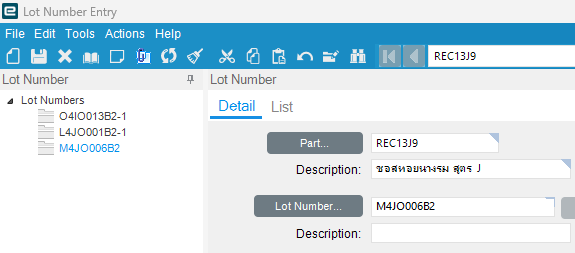 Lot Number Entry
File Edit Tools Actions Help
REC13J9
Lot Number
Lot Numbers
O4IO013B2-1
L4JO001B2-1
M4JO006B2
Lot Number
Detail List
Part... REC13J9
Description: ซอสหอยนางรม สูตร J
Lot Number... M4JO006B2
Description: